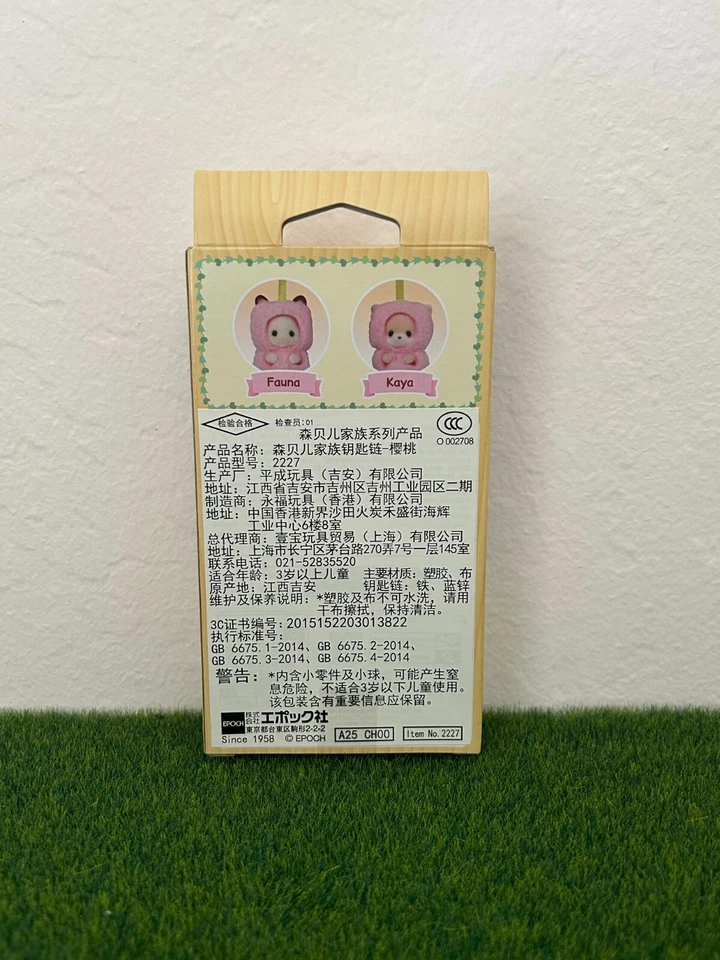 Fauna
Kaya
检验合格
检查员:01
O 002708
森贝儿家族系列产品
产品名称: 森贝儿家族钥匙链-樱桃
产品型号: 2227
生产厂: 平成玩具(吉安)有限公司
地址: 江西省吉安市吉州区吉州工业园区二期
制造商: 永福玩具(香港)有限公司
地址: 中国香港新界沙田火炭禾盛街海辉
工业中心6楼8室
总代理商: 壹宝玩具贸易(上海)有限公司
地址: 上海市长宁区茅台路270弄7号一层145室
联系电话: 021-52835520
适合年龄: 3岁以上儿童 主要材质: 塑胶、布
原产地: 江西吉安 钥匙链: 铁、蓝锌
维护及保养说明: *塑胶及布不可水洗,请用
干布擦拭,保持清洁。
3C证书编号: 2015152203013822
执行标准号:
GB 6675.1-2014、GB 6675.2-2014、
GB 6675.3-2014、GB 6675.4-2014
警告: *内含小零件及小球,可能产生窒
息危险,不适合3岁以下儿童使用。
该包装含有重要信息应保留。
EPOCH 株式会社エポック社
東京都台東区駒形2-2-2
Since 1958 © EPOCH A25 CH00 Item No.2227